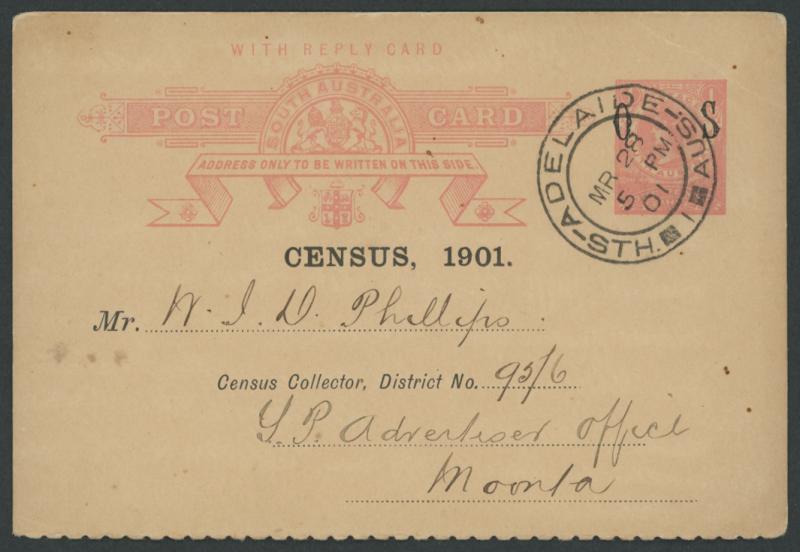 WITH REPLY CARD
SOUTH AUSTRALIA
POST CARD
ADDRESS ONLY TO BE WRITTEN ON THIS SIDE.
O S
STH.-ADELAIDE-S.AUS
1
MR 28
5 PM
01
CENSUS, 1901.
Mr. W. J. D. Phillips
Census Collector, District No. 95/6
Y.P. Advertiser office
Moonta